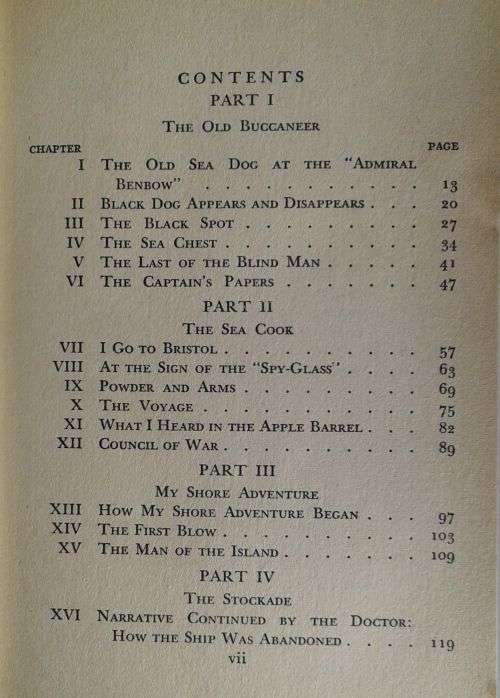 CONTENTS
PART I
THE OLD BUCCANEER
CHAPTER PAGE
I THE OLD SEA DOG AT THE "ADMIRAL
BENBOW" . . . . . . . . . . . 13
II BLACK DOG APPEARS AND DISAPPEARS . . . 20
III THE BLACK SPOT . . . . . . . . . 27
IV THE SEA CHEST . . . . . . . . . . 34
V THE LAST OF THE BLIND MAN . . . . . 41
VI THE CAPTAIN'S PAPERS . . . . . . . 47
PART II
THE SEA COOK
VII I GO TO BRISTOL . . . . . . . . . . 57
VIII AT THE SIGN OF THE "SPY-GLASS" . . . . 63
IX POWDER AND ARMS . . . . . . . . . 69
X THE VOYAGE . . . . . . . . . . . 75
XI WHAT I HEARD IN THE APPLE BARREL . . . 82
XII COUNCIL OF WAR . . . . . . . . . . 89
PART III
MY SHORE ADVENTURE
XIII HOW MY SHORE ADVENTURE BEGAN . . . 97
XIV THE FIRST BLOW . . . . . . . . . . 103
XV THE MAN OF THE ISLAND . . . . . . . 109
PART IV
THE STOCKADE
XVI NARRATIVE CONTINUED BY THE DOCTOR:
HOW THE SHIP WAS ABANDONED . . . . 119
vii